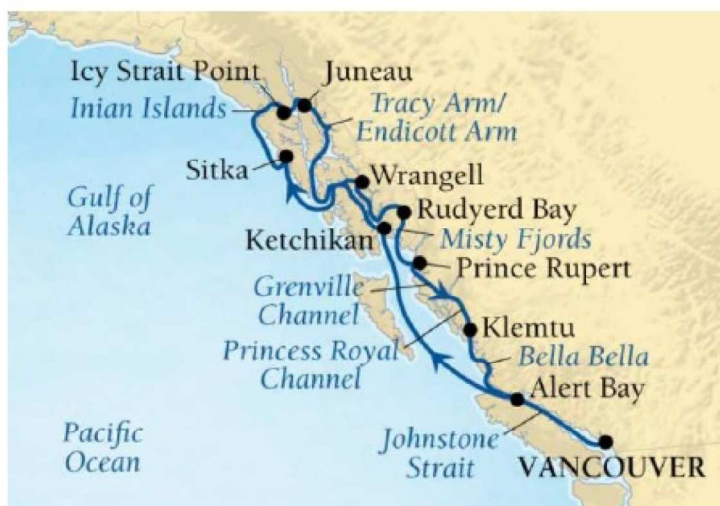 Icy Strait Point
Juneau
Inian Islands
Tracy Arm/
Endicott Arm
Sitka
Wrangell
Gulf of
Alaska
Rudyerd Bay
Ketchikan
Misty Fjords
Prince Rupert
Grenville
Channel
Klemtu
Princess Royal
Channel
Bella Bella
Alert Bay
Pacific
Ocean
Johnstone
Strait
VANCOUVER